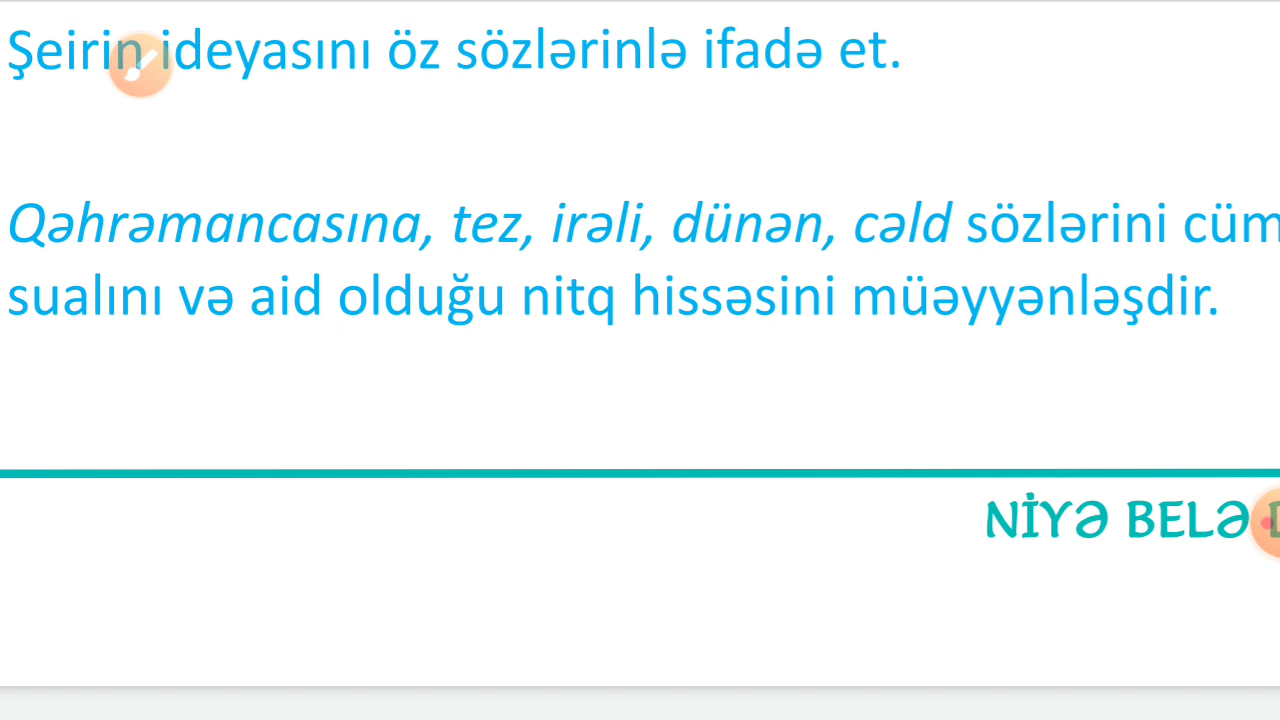 Şeirin ideyasını öz sözlərinlə ifadə et.
Qəhrəmancasına, tez, irəli, dünən, cəld sözlərini
sualını və aid olduğu nitq hissəsini müəyyənləşdir.
NİYƏ BELƏ